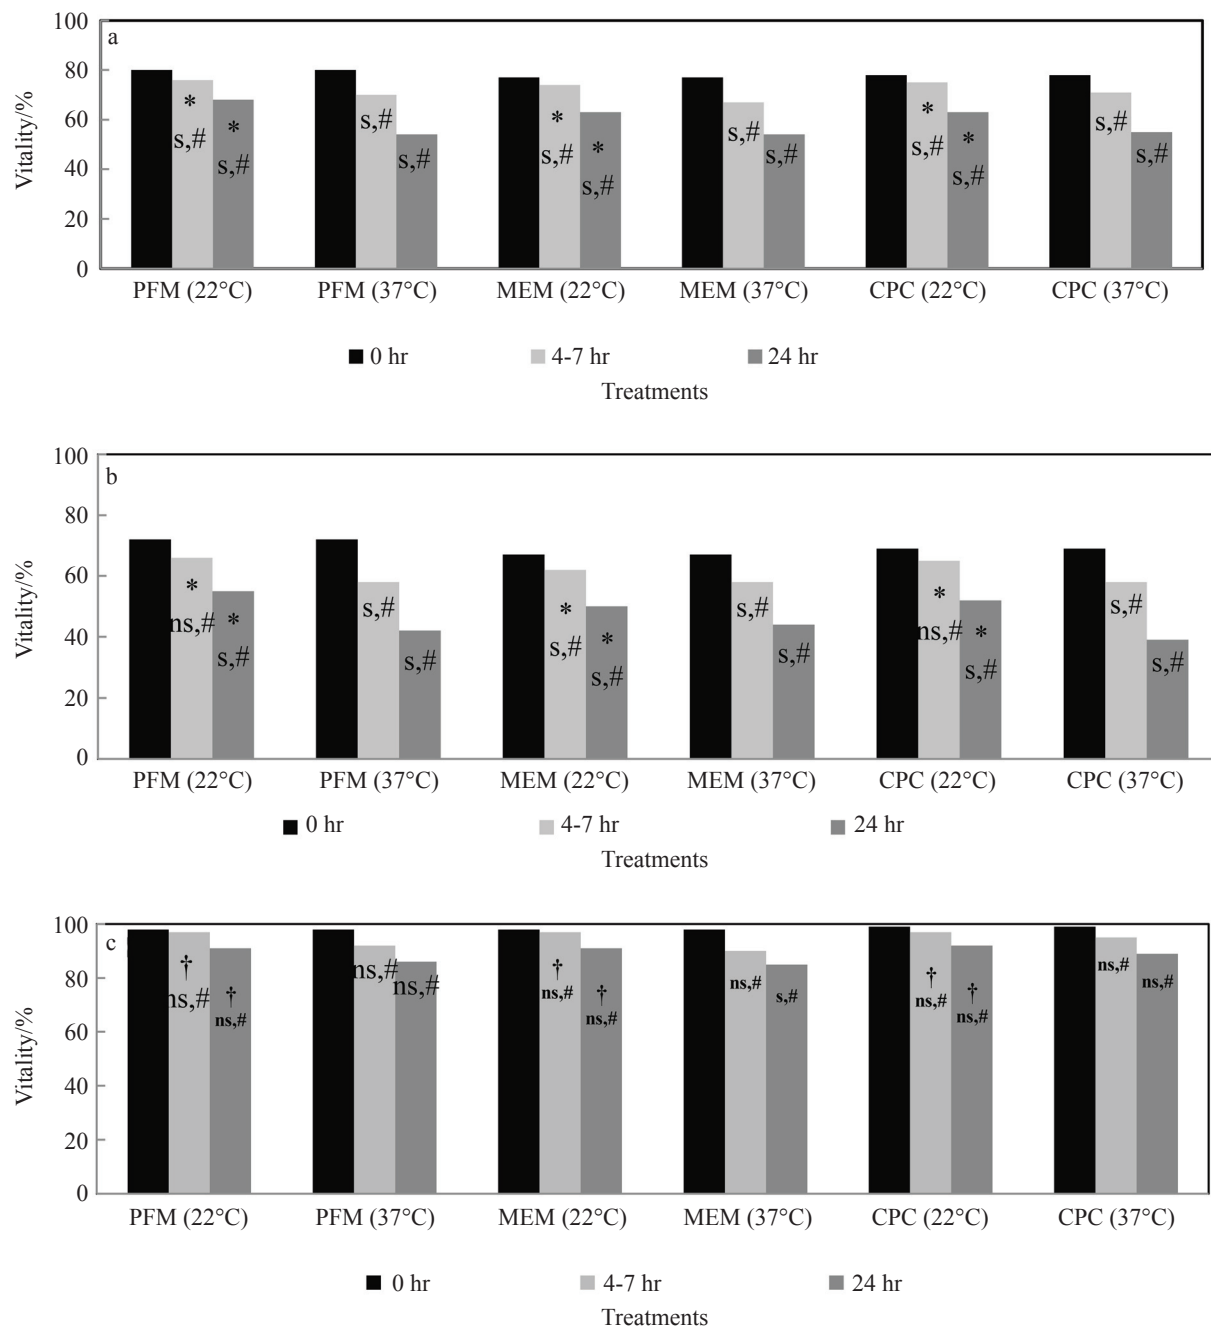 100
a
80
60
40
20
0
Vitality/%
* * * * * *
s,# s,# s,# s,# s,# s,# s,# s,# s,# s,# s,# s,#
PFM (22°C) PFM (37°C) MEM (22°C) MEM (37°C) CPC (22°C) CPC (37°C)
0 hr 4-7 hr 24 hr
Treatments
100
b
80
60
40
20
0
Vitality/%
* * * * * *
ns,# s,# s,# s,# s,# s,# s,# s,# ns,# s,# s,# s,#
PFM (22°C) PFM (37°C) MEM (22°C) MEM (37°C) CPC (22°C) CPC (37°C)
0 hr 4-7 hr 24 hr
Treatments
100
c
80
60
40
20
0
Vitality/%
† † † † † †
ns,# ns,# ns,# ns,# ns,# ns,# ns,# s,# ns,# ns,# ns,# ns,#
PFM (22°C) PFM (37°C) MEM (22°C) MEM (37°C) CPC (22°C) CPC (37°C)
0 hr 4-7 hr 24 hr
Treatments